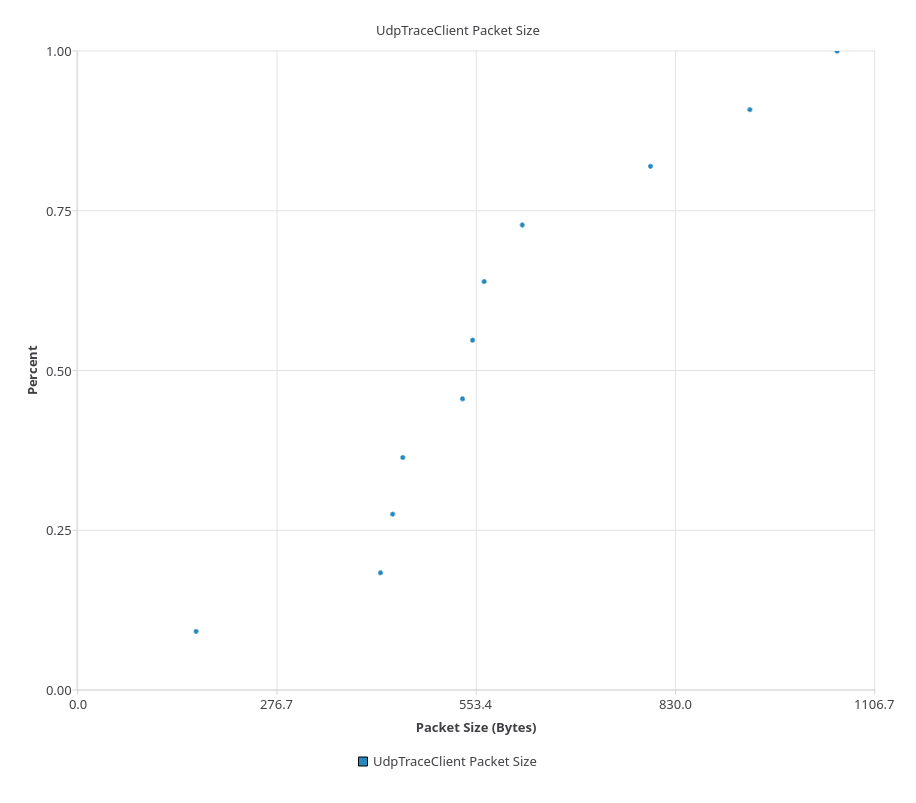 UdpTraceClient Packet Size
1.00
0.75
0.50
0.25
0.00
Percent
0.0 276.7 553.4 830.0 1106.7
Packet Size (Bytes)
UdpTraceClient Packet Size